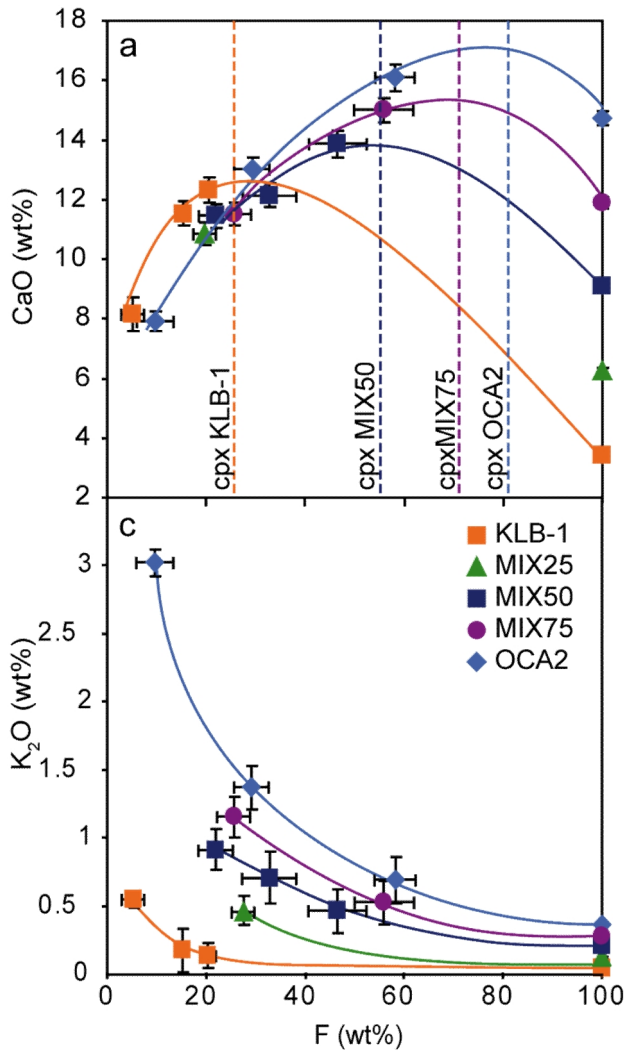 a
18
16
14
12
10
8
6
4
2
CaO (wt%)
cpx KLB-1
cpx MIX50
cpxMIX75
cpx OCA2
c
KLB-1
MIX25
MIX50
MIX75
OCA2
3
2.5
2
1.5
1
0.5
0
K₂O (wt%)
20
40
60
80
100
F (wt%)